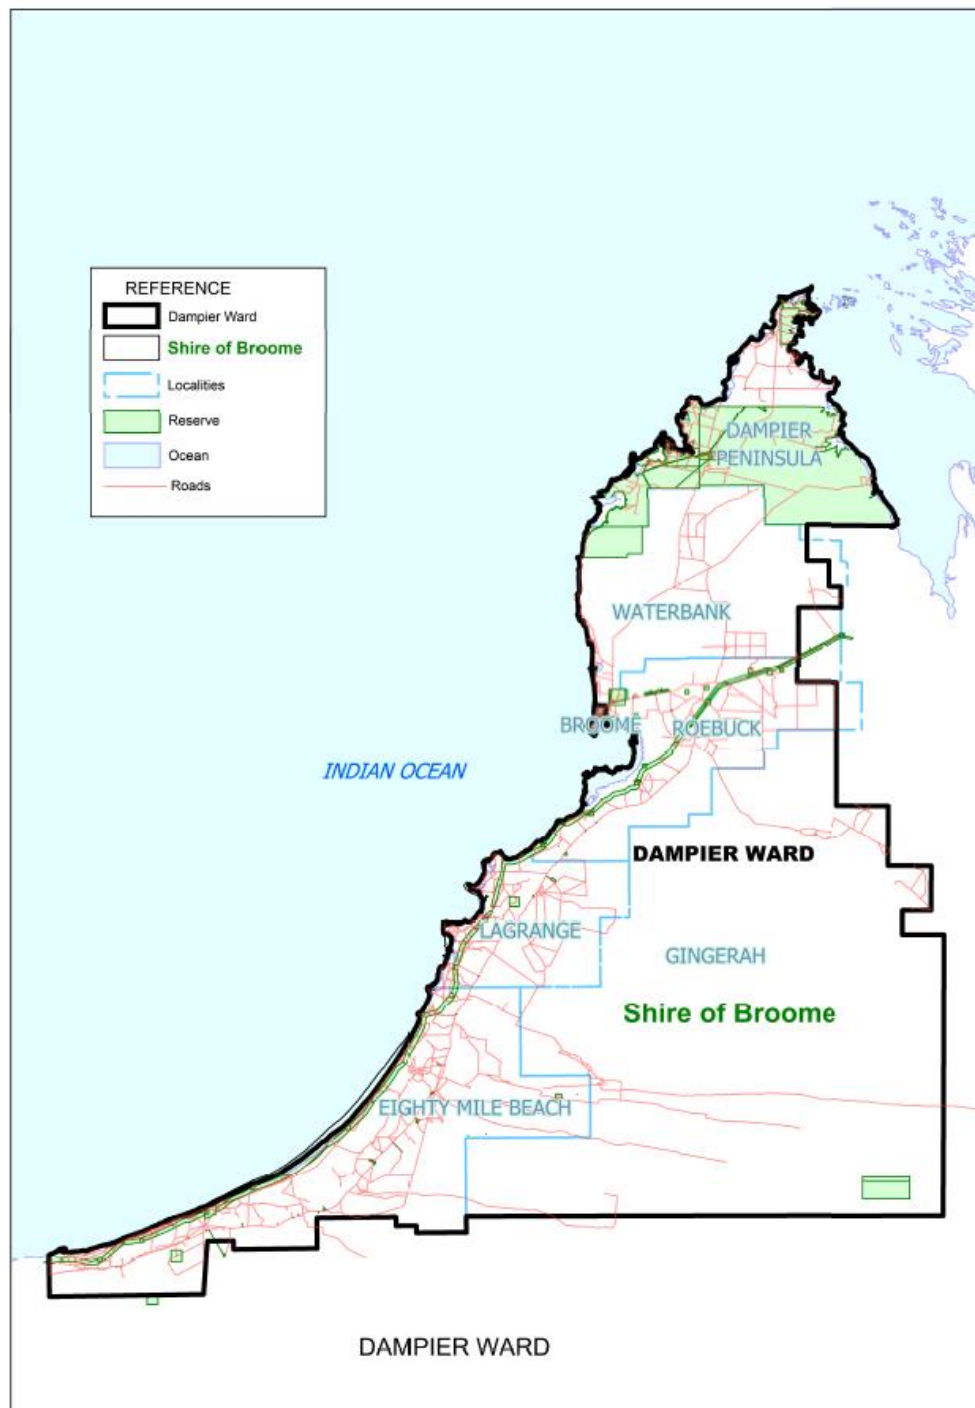 REFERENCE
Dampier Ward
Shire of Broome
Localities
Reserve
Ocean
Roads
DAMPIER
PENINSULA
WATERBANK
BROOME
ROEBUCK
INDIAN OCEAN
DAMPIER WARD
LAGRANGE
GINGERAH
Shire of Broome
EIGHTY MILE BEACH
DAMPIER WARD